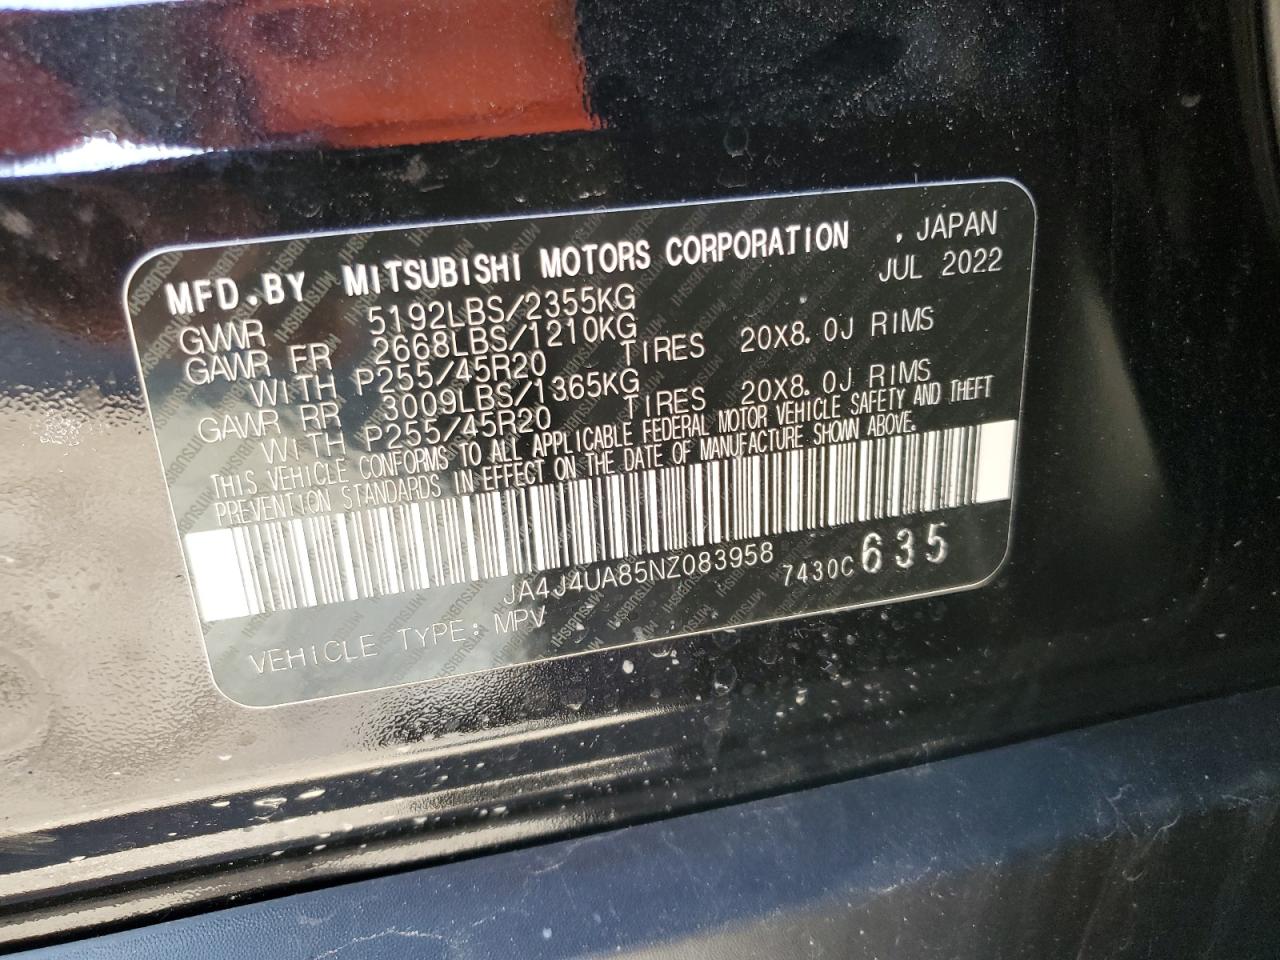 MFD.BY MITSUBISHI MOTORS CORPORATION , JAPAN
JUL 2022
GVWR 5192LBS/2355KG
GAWR FR 2668LBS/1210KG
WITH P255/45R20 TIRES 20X8.0J RIMS
GAWR RR 3009LBS/1365KG
WITH P255/45R20 TIRES 20X8.0J RIMS
THIS VEHICLE CONFORMS TO ALL APPLICABLE FEDERAL MOTOR VEHICLE SAFETY AND THEFT
PREVENTION STANDARDS IN EFFECT ON THE DATE OF MANUFACTURE SHOWN ABOVE.
JA4J4UA85NZ083958 7430C 635
VEHICLE TYPE: MPV